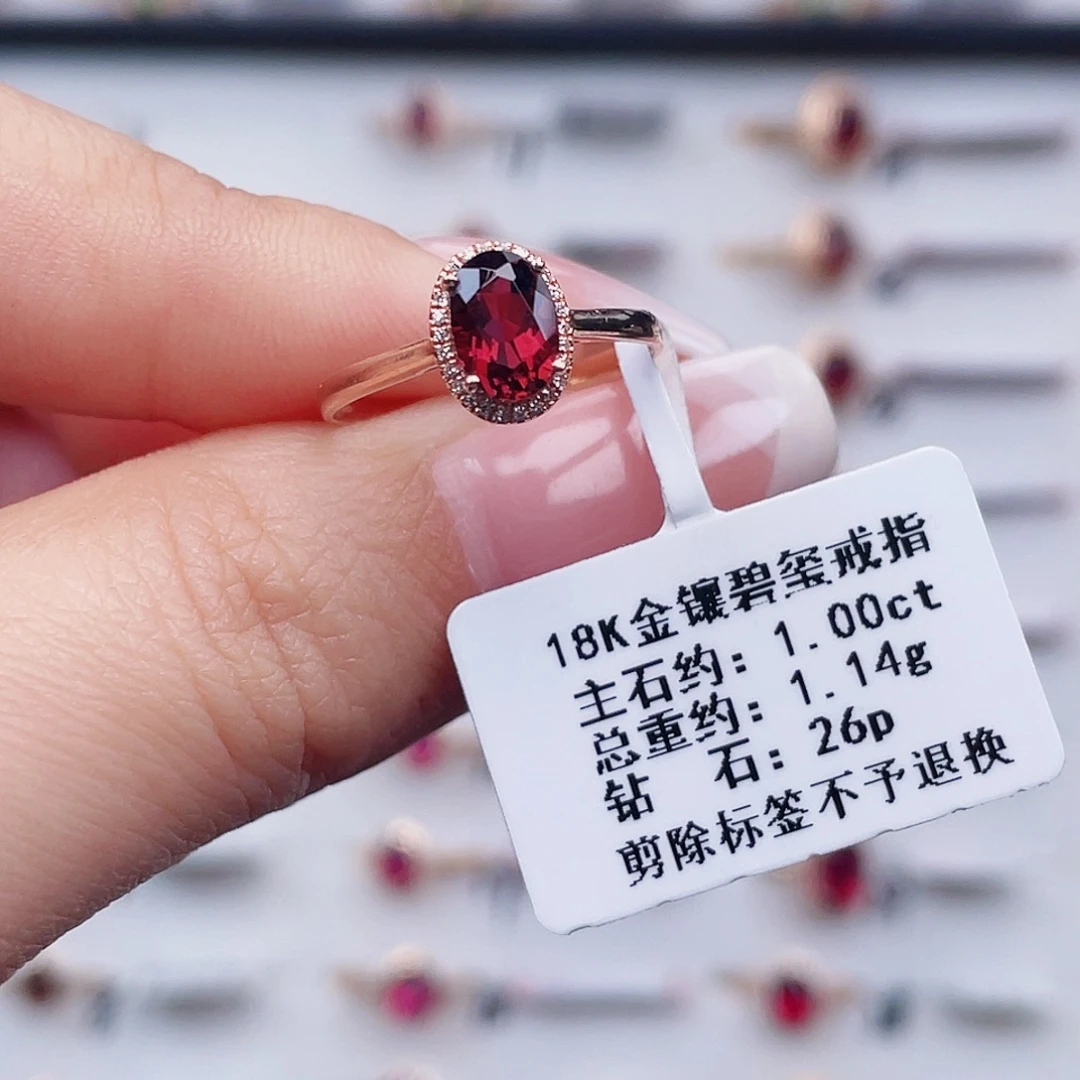 18K金镶碧玺戒指
主石约: 1.00ct
总重约: 1.14g
钻 石: 26p
剪除标签不予退换